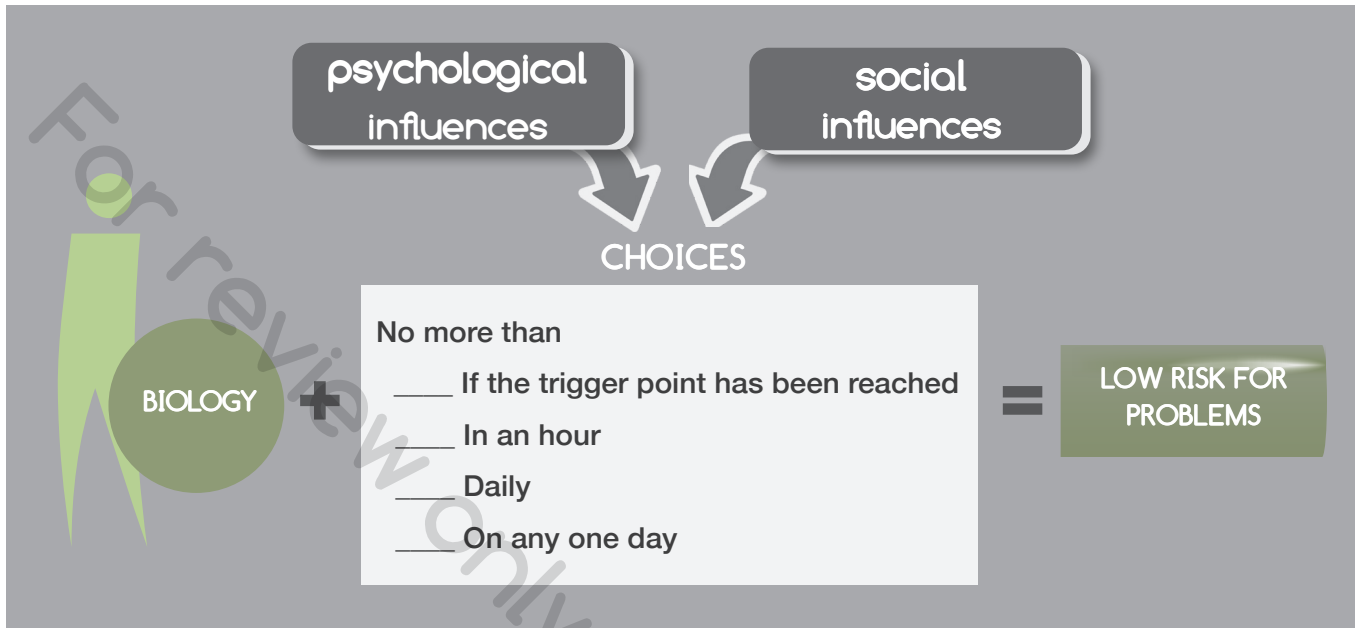 psychological
influences
social
influences
CHOICES
No more than
____ If the trigger point has been reached
____ In an hour
____ Daily
____ On any one day
BIOLOGY
+
=
LOW RISK FOR
PROBLEMS
For review only